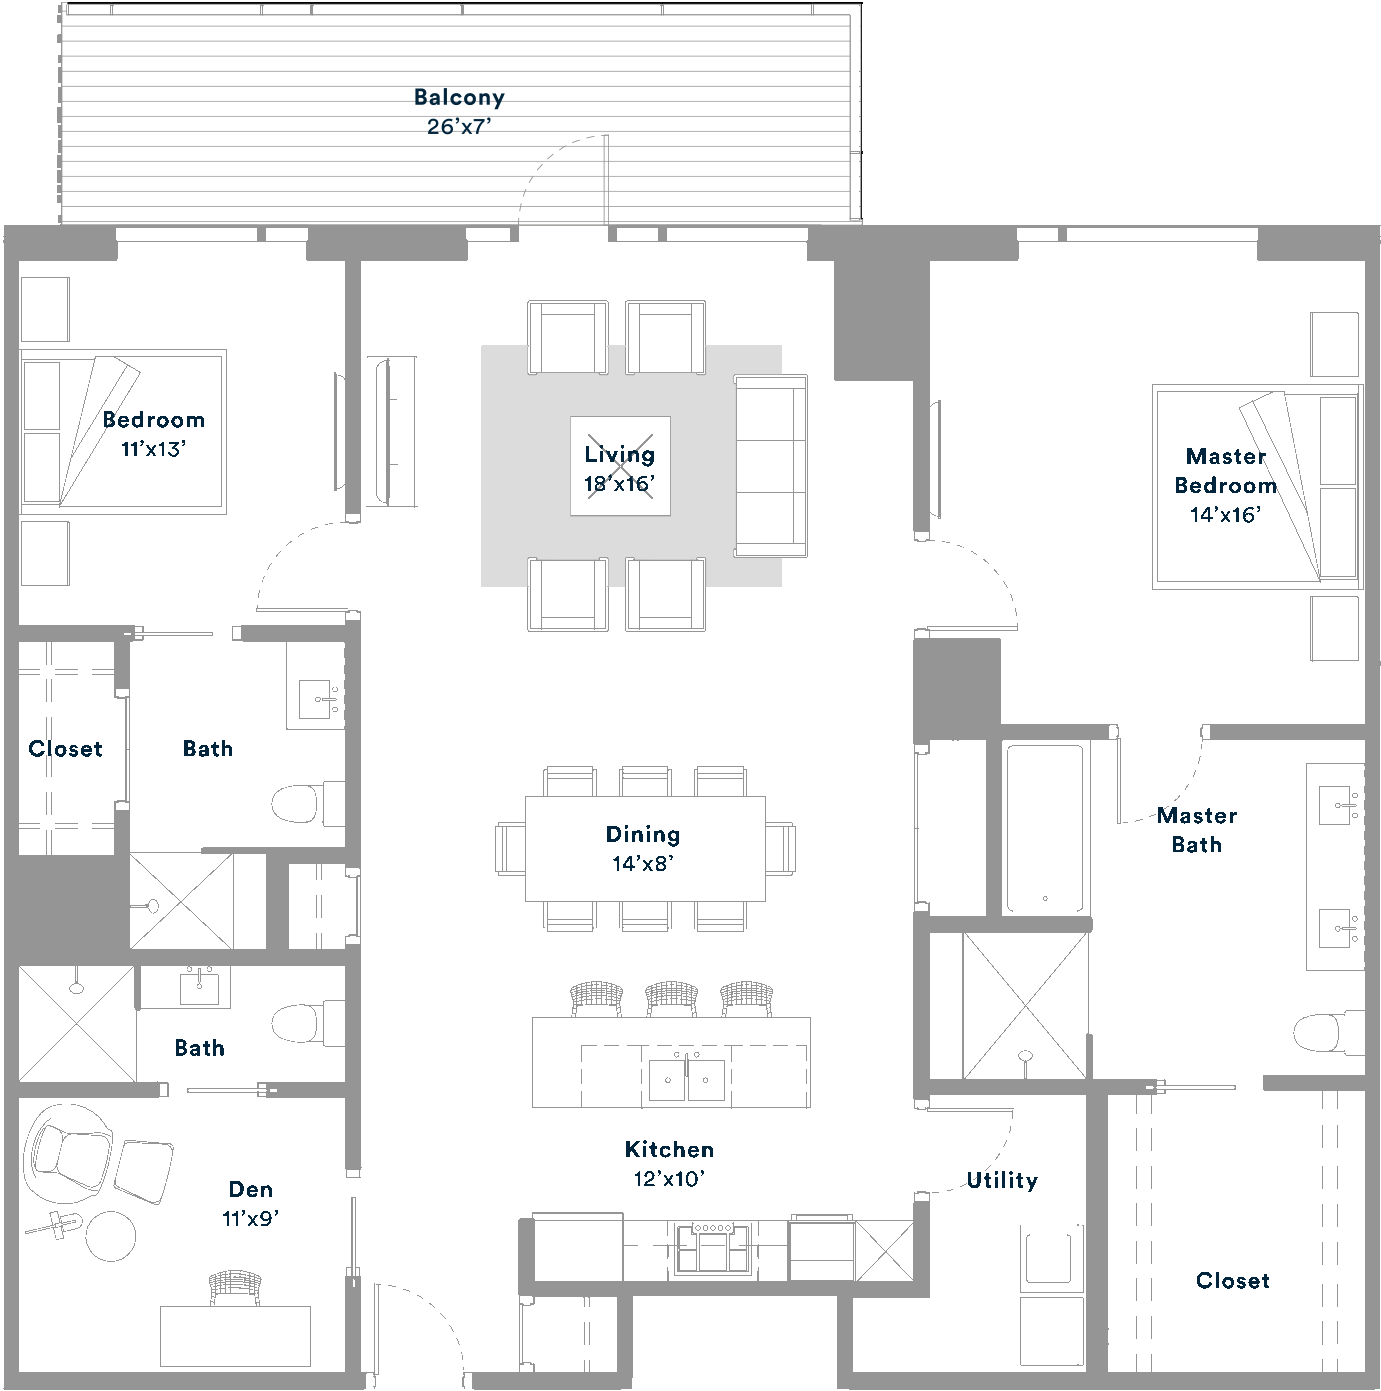 Balcony
26’x7’
Bedroom
11’x13’
Living
18’x16’
Master
Bedroom
14’x16’
Closet
Bath
Dining
14’x8’
Master
Bath
Bath
Kitchen
12’x10’
Den
11’x9’
Utility
Closet